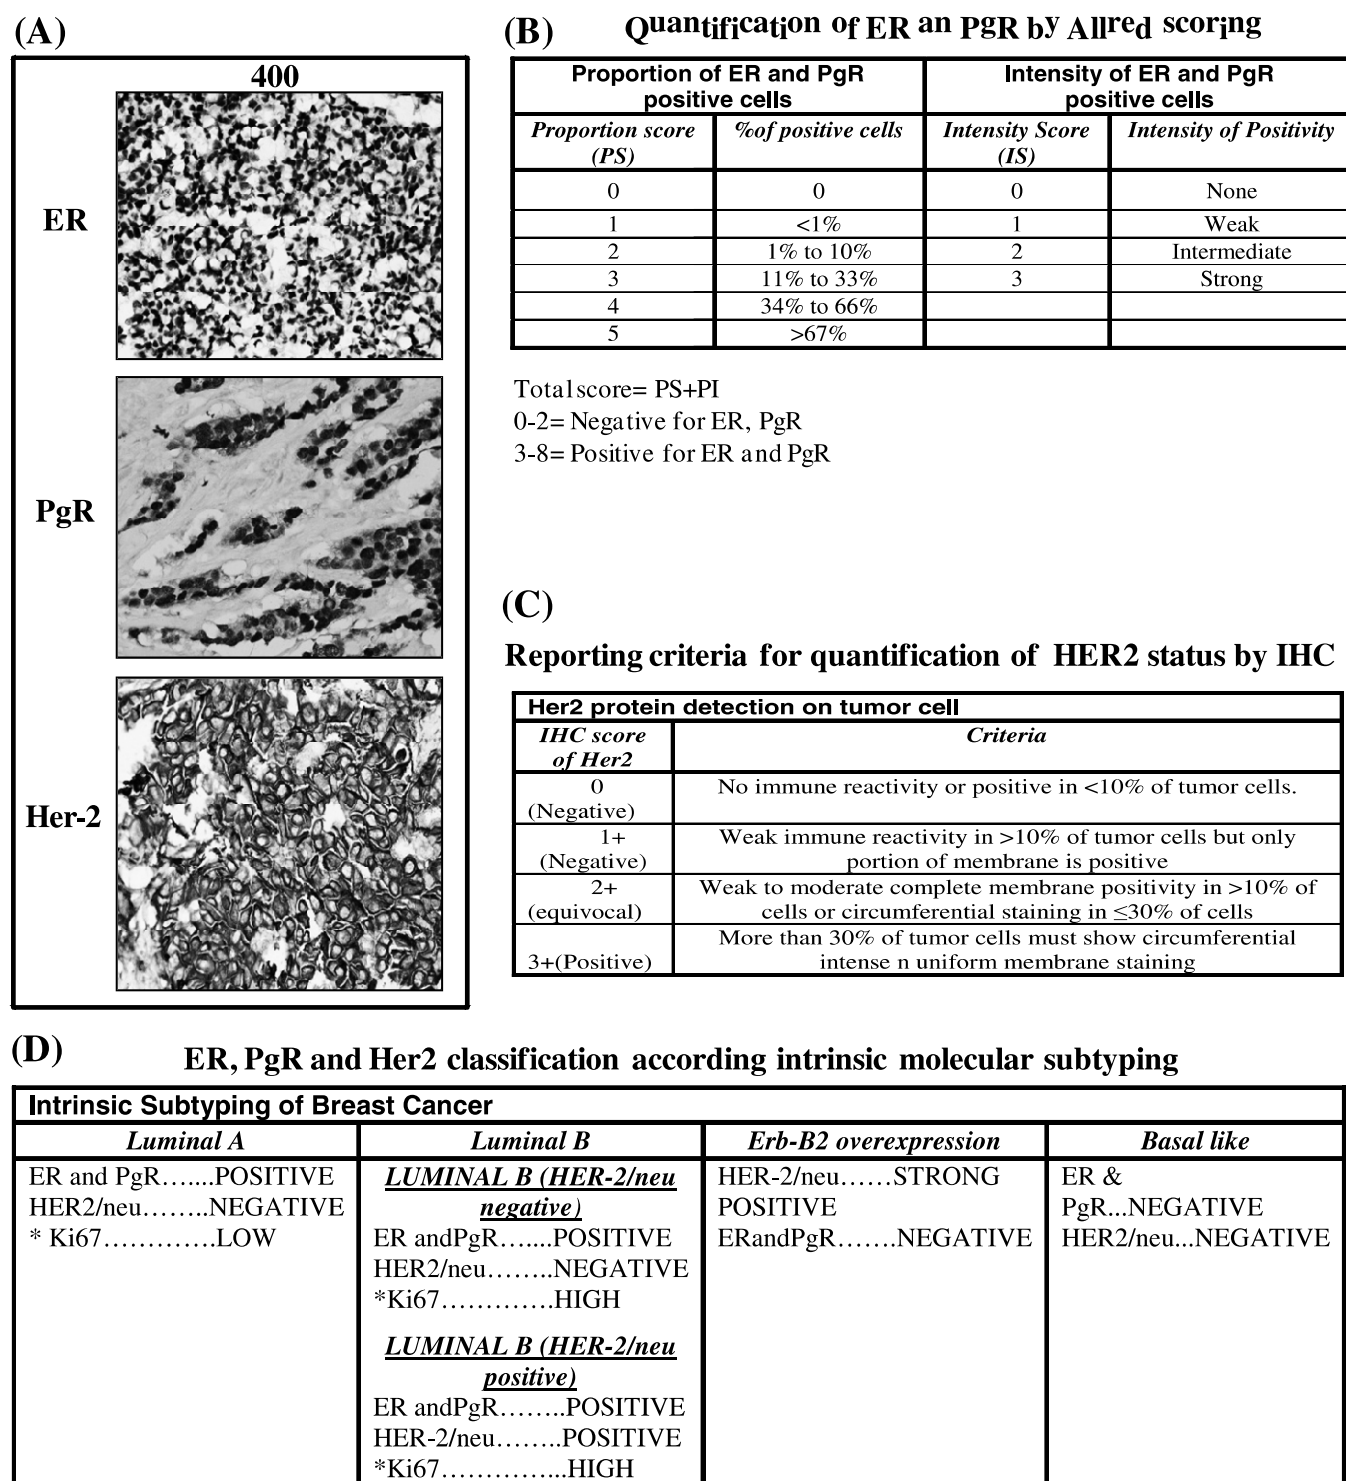 (A)
400
ER
PgR
Her-2
(B)
Quantification of ER an PgR by Allred scoring
Proportion of ER and PgR positive cells
Intensity of ER and PgR positive cells
Proportion score (PS)
%of positive cells
Intensity Score (IS)
Intensity of Positivity
0 0 0 None
1 <1% 1 Weak
2 1% to 10% 2 Intermediate
3 11% to 33% 3 Strong
4 34% to 66%
5 >67%
Total score= PS+PI
0-2= Negative for ER, PgR
3-8= Positive for ER and PgR
(C)
Reporting criteria for quantification of HER2 status by IHC
Her2 protein detection on tumor cell
IHC score of Her2
Criteria
0 (Negative)
No immune reactivity or positive in <10% of tumor cells.
1+ (Negative)
Weak immune reactivity in >10% of tumor cells but only
portion of membrane is positive
2+ (equivocal)
Weak to moderate complete membrane positivity in >10% of
cells or circumferential staining in ≤30% of cells
3+(Positive)
More than 30% of tumor cells must show circumferential
intense n uniform membrane staining
(D)
ER, PgR and Her2 classification according intrinsic molecular subtyping
Intrinsic Subtyping of Breast Cancer
Luminal A
ER and PgR…....POSITIVE
HER2/neu……..NEGATIVE
* Ki67………….LOW
Luminal B
LUMINAL B (HER-2/neu
negative)
ER andPgR…....POSITIVE
HER2/neu……..NEGATIVE
*Ki67………….HIGH
LUMINAL B (HER-2/neu
positive)
ER andPgR……..POSITIVE
HER-2/neu……..POSITIVE
*Ki67…………...HIGH
Erb-B2 overexpression
HER-2/neu……STRONG
POSITIVE
ERandPgR…….NEGATIVE
Basal like
ER &
PgR...NEGATIVE
HER2/neu...NEGATIVE